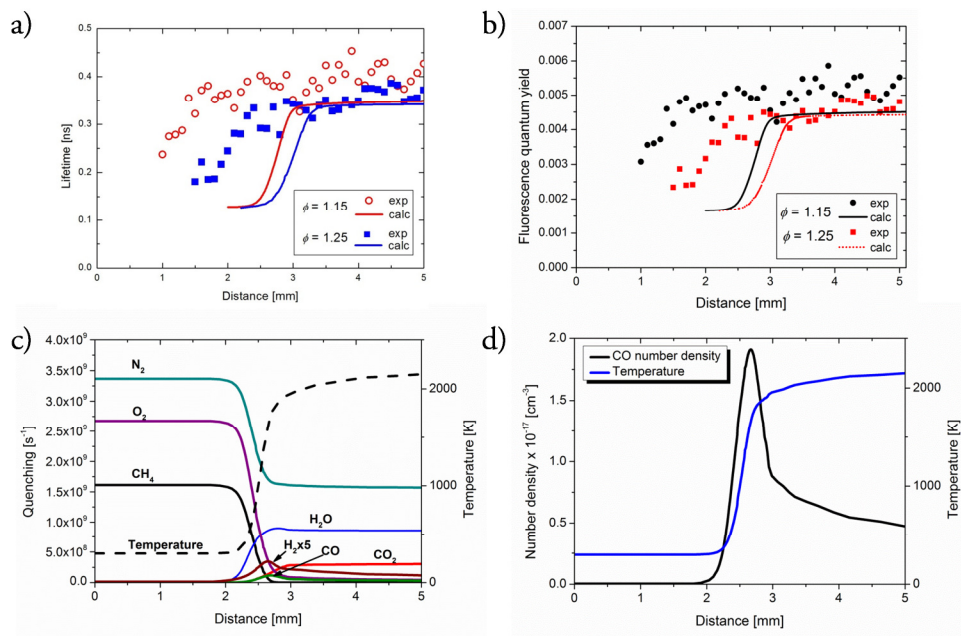 a)
0.5
0.4
0.3
0.2
0.1
0.0
Lifetime [ns]
ϕ = 1.15
exp
calc
ϕ = 1.25
exp
calc
0 1 2 3 4 5
Distance [mm]
b)
0.007
0.006
0.005
0.004
0.003
0.002
0.001
0.000
Fluorescence quantum yield
ϕ = 1.15
exp
calc
ϕ = 1.25
exp
calc
0 1 2 3 4 5
Distance [mm]
c)
4.0x10⁹
3.5x10⁹
3.0x10⁹
2.5x10⁹
2.0x10⁹
1.5x10⁹
1.0x10⁹
5.0x10⁸
0.0
Quenching [s⁻¹]
N₂
O₂
CH₄
Temperature
H₂O
H₂x5
CO
CO₂
2000
1000
0
Temperature [K]
0 1 2 3 4 5
Distance [mm]
d)
2.0
1.5
1.0
0.5
0.0
Number density x 10⁻¹⁷ [cm⁻³]
CO number density
Temperature
2000
1000
0
Temperature [K]
0 1 2 3 4 5
Distance [mm]